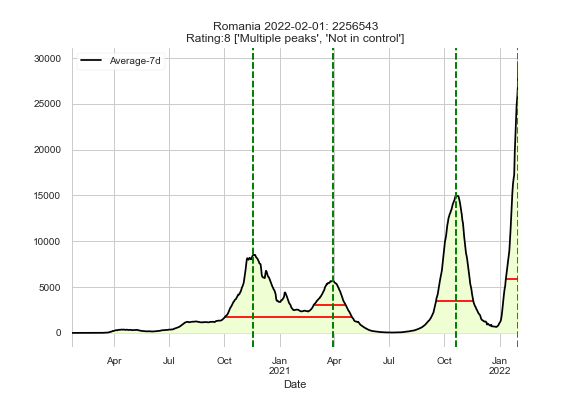 Romania 2022-02-01: 2256543
Rating:8 ['Multiple peaks', 'Not in control']
Average-7d
30000
25000
20000
15000
10000
5000
0
Apr Jul Oct Jan Apr Jul Oct Jan
2021 2022
Date